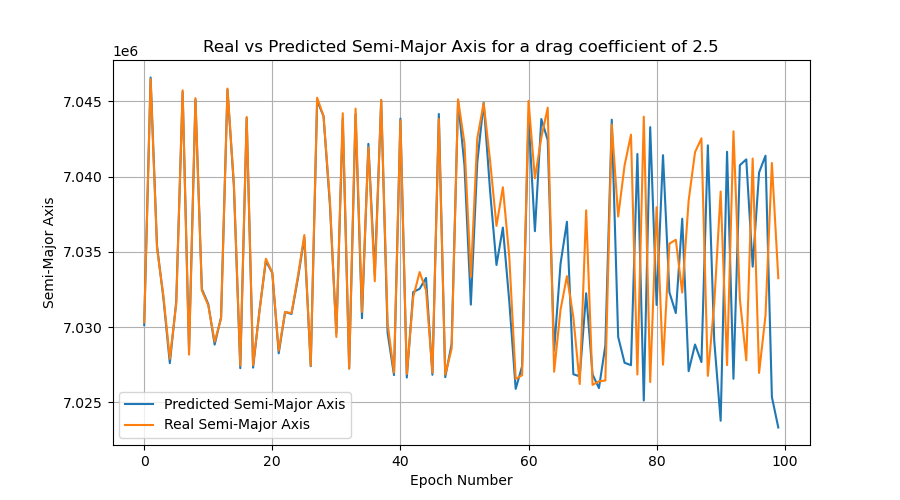 Real vs Predicted Semi-Major Axis for a drag coefficient of 2.5
1e6
7.045
7.040
7.035
7.030
7.025
Semi-Major Axis
Predicted Semi-Major Axis
Real Semi-Major Axis
0 20 40 60 80 100
Epoch Number